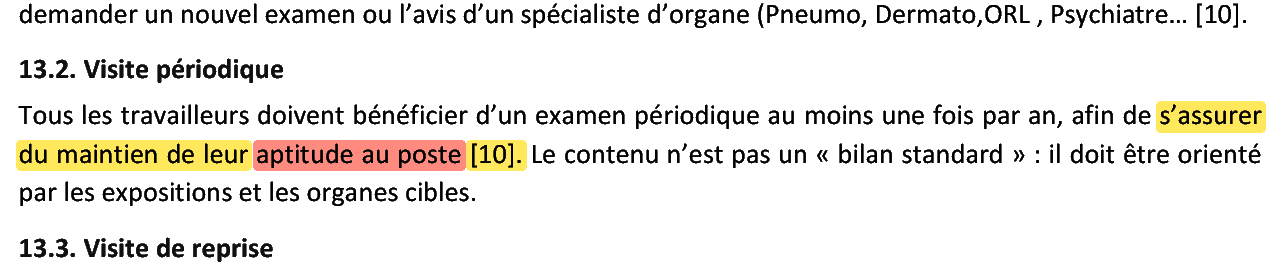 demander un nouvel examen ou l’avis d’un spécialiste d’organe (Pneumo, Dermato,ORL , Psychiatre... [10].
13.2. Visite périodique
Tous les travailleurs doivent bénéficier d’un examen périodique au moins une fois par an, afin de s’assurer
du maintien de leur aptitude au poste [10]. Le contenu n’est pas un « bilan standard » : il doit être orienté
par les expositions et les organes cibles.
13.3. Visite de reprise